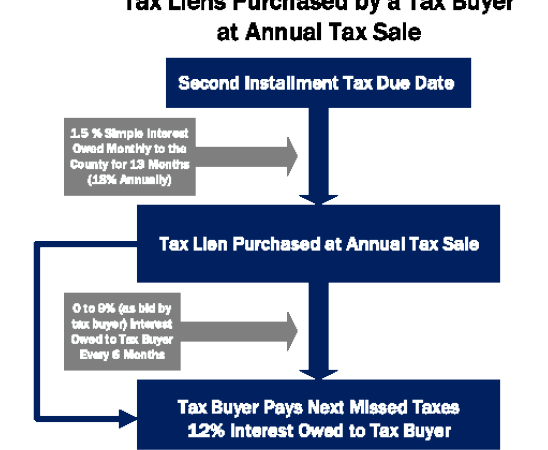 Tax Liens Purchased by a Tax Buyer
at Annual Tax Sale
Second Installment Tax Due Date
1.5 % Simple Interest
Owed Monthly to the
County for 13 Months
(18% Annually)
Tax Lien Purchased at Annual Tax Sale
0 to 9% (as bid by
tax buyer) Interest
Owed to Tax Buyer
Every 6 Months
Tax Buyer Pays Next Missed Taxes
12% Interest Owed to Tax Buyer